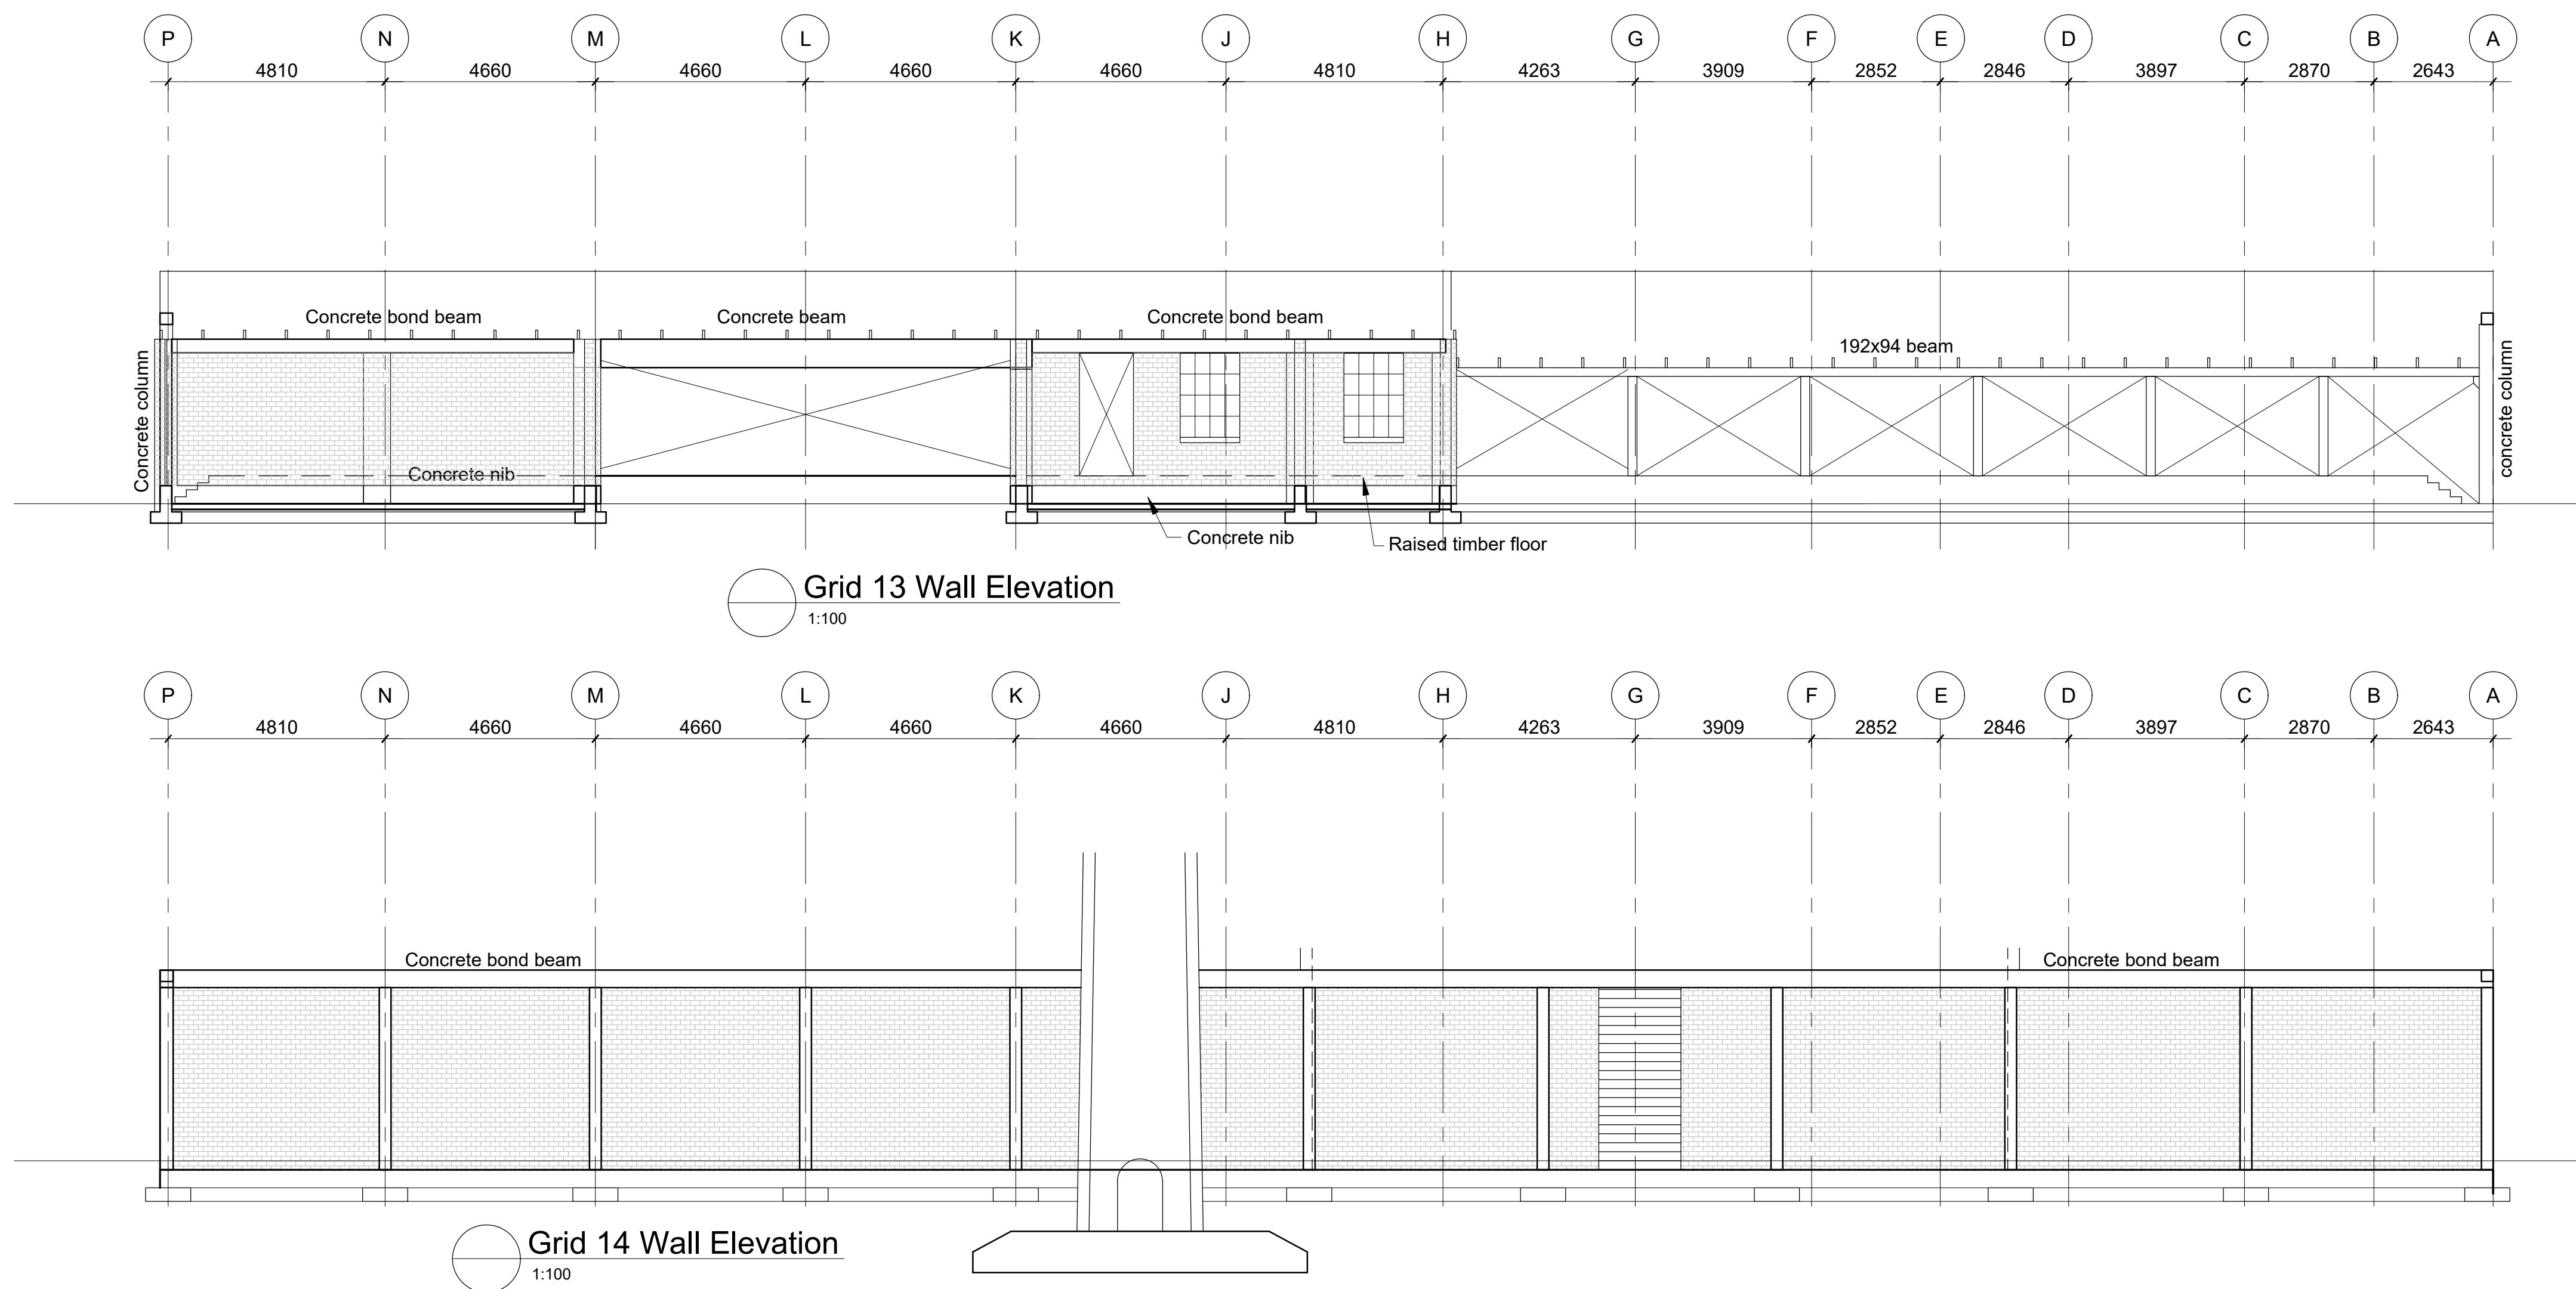 P N M L K J H G F E D C B A
4810 4660 4660 4660 4660 4810 4263 3909 2852 2846 3897 2870 2643
Concrete bond beam Concrete beam Concrete bond beam
192x94 beam
Concrete column
concrete column
Concrete nib
Concrete nib
Raised timber floor
Grid 13 Wall Elevation
1:100
P N M L K J H G F E D C B A
4810 4660 4660 4660 4660 4810 4263 3909 2852 2846 3897 2870 2643
Concrete bond beam Concrete bond beam
Grid 14 Wall Elevation
1:100